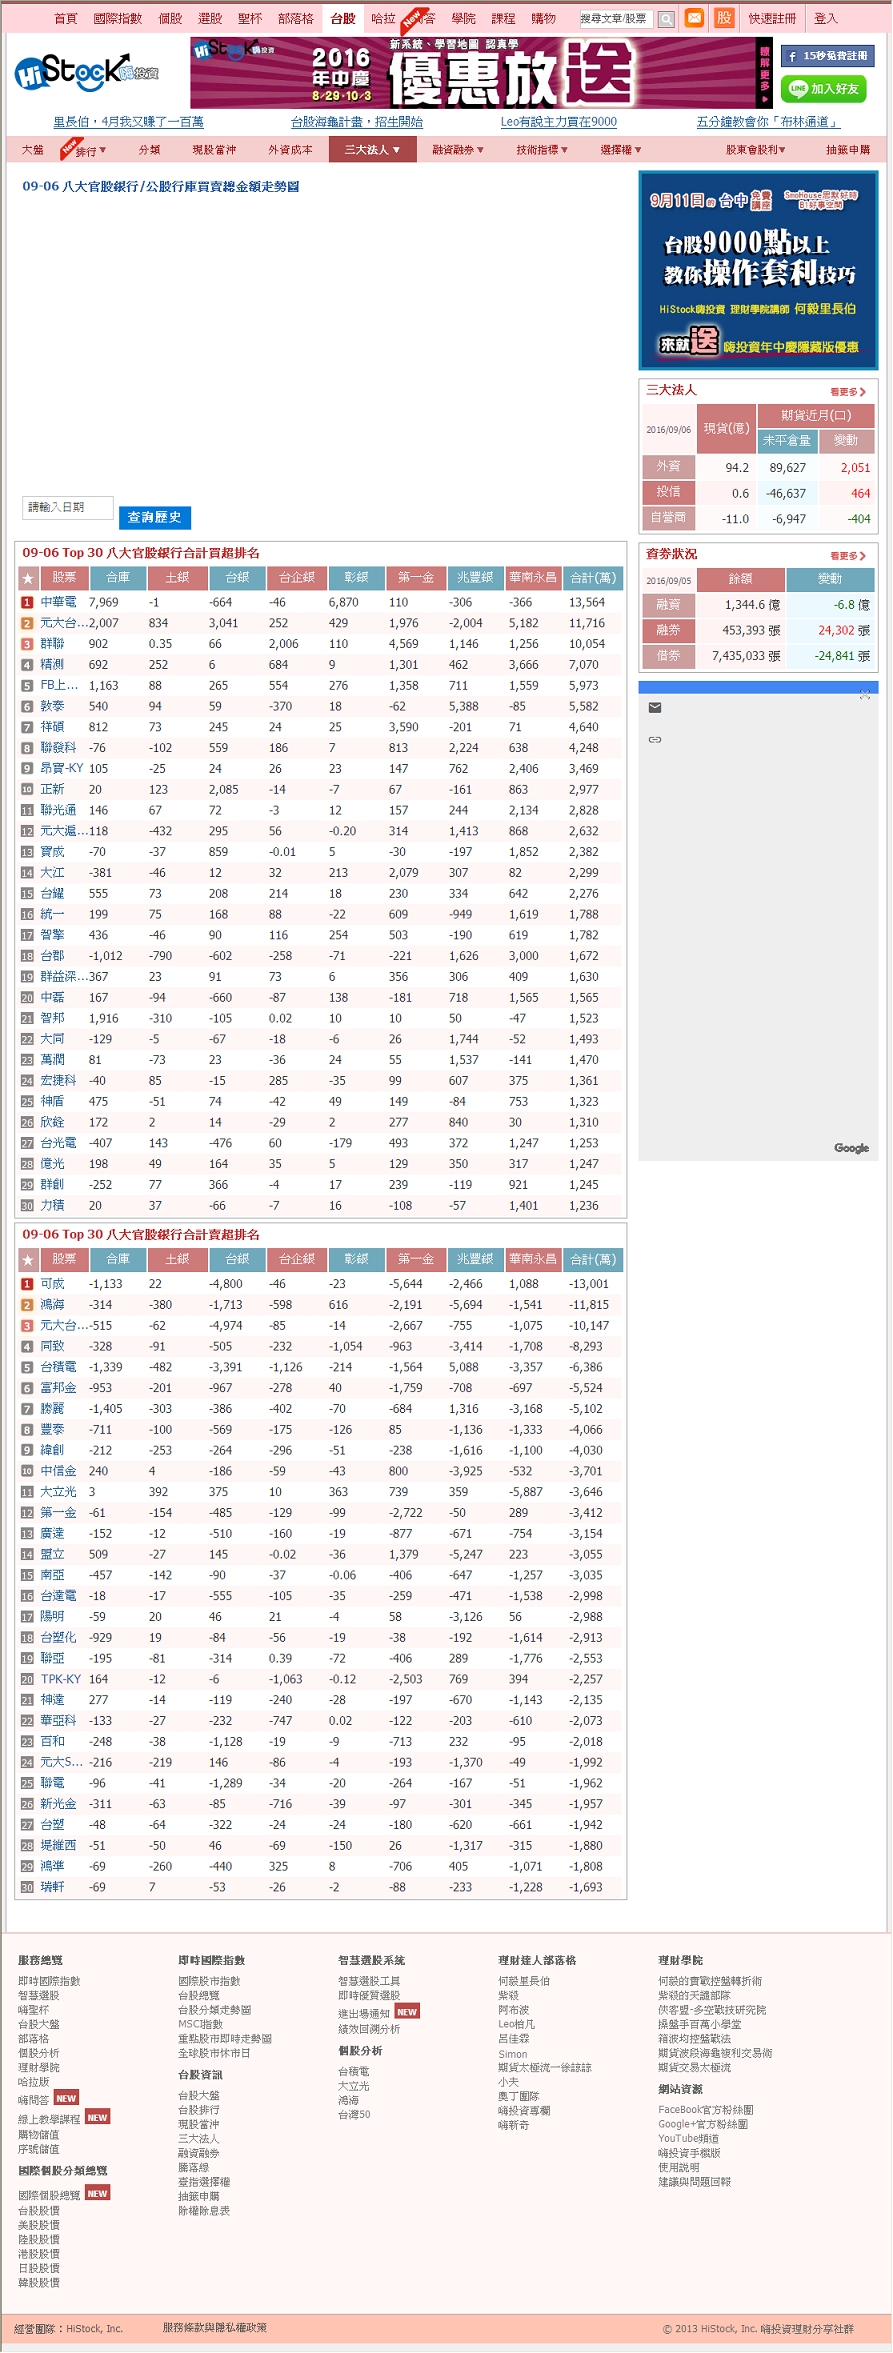 首頁 國際指數 個股 選股 聖杯 部落格 台股 哈拉 New 答 學院 課程 購物 搜尋文章/股票 股 快速註冊 登入
HiStock嗨投資
HiStock嗨投資 2016年中慶 8/29-10/3 新系統、學習地圖 認真學 優惠放送 瞭解更多
f 15秒免費註冊
LINE 加入好友
里長伯，4月我又賺了一百萬 台股海龜計畫，招生開始 Leo有說主力買在9000 五分鐘教會你「布林通道」
大盤 New 排行▼ 分類 現股當沖 外資成本 三大法人▼ 融資融券▼ 技術指標▼ 選擇權▼ 股東會股利▼ 抽籤申購
09-06 八大官股銀行/公股行庫買賣總金額走勢圖
請輸入日期 查詢歷史
09-06 Top 30 八大官股銀行合計買超排名
★ 股票 合庫 土銀 台銀 台企銀 彰銀 第一金 兆豐銀 華南永昌 合計(萬)
1 中華電 7,969 -1 -664 -46 6,870 110 -306 -366 13,564
2 元大台... 2,007 834 3,041 252 429 1,976 -2,004 5,182 11,716
3 群聯 902 0.35 66 2,006 110 4,569 1,146 1,256 10,054
4 精測 692 252 6 684 9 1,301 462 3,666 7,070
5 FB上... 1,163 88 265 554 276 1,358 711 1,559 5,973
6 敦泰 540 94 59 -370 18 -62 5,388 -85 5,582
7 祥碩 812 73 245 24 25 3,590 -201 71 4,640
8 聯發科 -76 -102 559 186 7 813 2,224 638 4,248
9 昂寶-KY 105 -25 24 26 23 147 762 2,406 3,469
10 正新 20 123 2,085 -14 -7 67 -161 863 2,977
11 聯光通 146 67 72 -3 12 157 244 2,134 2,828
12 元大滬... 118 -432 295 56 -0.20 314 1,413 868 2,632
13 寶成 -70 -37 859 -0.01 5 -30 -197 1,852 2,382
14 大江 -381 -46 12 32 213 2,079 307 82 2,299
15 台耀 555 73 208 214 18 230 334 642 2,276
16 統一 199 75 168 88 -22 609 -949 1,619 1,788
17 智擎 436 -46 90 116 254 503 -190 619 1,782
18 台郡 -1,012 -790 -602 -258 -71 -221 1,626 3,000 1,672
19 群益深... 367 23 91 73 6 356 306 409 1,630
20 中磊 167 -94 -660 -87 138 -181 718 1,565 1,565
21 智邦 1,916 -310 -105 0.02 10 10 50 -47 1,523
22 大同 -129 -5 -67 -18 -6 26 1,744 -52 1,493
23 萬潤 81 -73 23 -36 24 55 1,537 -141 1,470
24 宏捷科 -40 85 -15 285 -35 99 607 375 1,361
25 神盾 475 -51 74 -42 49 149 -84 753 1,323
26 欣銓 172 2 14 -29 2 277 840 30 1,310
27 台光電 -407 143 -476 60 -179 493 372 1,247 1,253
28 億光 198 49 164 35 5 129 350 317 1,247
29 群創 -252 77 366 -4 17 239 -119 921 1,245
30 力積 20 37 -66 -7 16 -108 -57 1,401 1,236
09-06 Top 30 八大官股銀行合計賣超排名
★ 股票 合庫 土銀 台銀 台企銀 彰銀 第一金 兆豐銀 華南永昌 合計(萬)
1 可成 -1,133 22 -4,800 -46 -23 -5,644 -2,466 1,088 -13,001
2 鴻海 -314 -380 -1,713 -598 616 -2,191 -5,694 -1,541 -11,815
3 元大台... -515 -62 -4,974 -85 -14 -2,667 -755 -1,075 -10,147
4 同致 -328 -91 -505 -232 -1,054 -963 -3,414 -1,708 -8,293
5 台積電 -1,339 -482 -3,391 -1,126 -214 -1,564 5,088 -3,357 -6,386
6 富邦金 -953 -201 -967 -278 40 -1,759 -708 -697 -5,524
7 勝麗 -1,405 -303 -386 -402 -70 -684 1,316 -3,168 -5,102
8 豐泰 -711 -100 -569 -175 -126 85 -1,136 -1,333 -4,066
9 緯創 -212 -253 -264 -296 -51 -238 -1,616 -1,100 -4,030
10 中信金 240 4 -186 -59 -43 800 -3,925 -532 -3,701
11 大立光 3 392 375 10 363 739 359 -5,887 -3,646
12 第一金 -61 -154 -485 -129 -99 -2,722 -50 289 -3,412
13 廣達 -152 -12 -510 -160 -19 -877 -671 -754 -3,154
14 盟立 509 -27 145 -0.02 -36 1,379 -5,247 223 -3,055
15 南亞 -457 -142 -90 -37 -0.06 -406 -647 -1,257 -3,035
16 台達電 -18 -17 -555 -105 -35 -259 -471 -1,538 -2,998
17 陽明 -59 20 46 21 -4 58 -3,126 56 -2,988
18 台塑化 -929 19 -84 -56 -19 -38 -192 -1,614 -2,913
19 聯亞 -195 -81 -314 0.39 -72 -406 289 -1,776 -2,553
20 TPK-KY 164 -12 -6 -1,063 -0.12 -2,503 769 394 -2,257
21 神達 277 -14 -119 -240 -28 -197 -670 -1,143 -2,135
22 華亞科 -133 -27 -232 -747 0.02 -122 -203 -610 -2,073
23 百和 -248 -38 -1,128 -19 -9 -713 232 -95 -2,018
24 元大S... -216 -219 146 -86 -4 -193 -1,370 -49 -1,992
25 聯電 -96 -41 -1,289 -34 -20 -264 -167 -51 -1,962
26 新光金 -311 -63 -85 -716 -39 -97 -301 -345 -1,957
27 台塑 -48 -64 -322 -24 -24 -180 -620 -661 -1,942
28 堤維西 -51 -50 46 -69 -150 26 -1,317 -315 -1,880
29 鴻準 -69 -260 -440 325 8 -706 405 -1,071 -1,808
30 瑞軒 -69 7 -53 -26 -2 -88 -233 -1,228 -1,693
9月11日的台中 免費講座
台股9000點以上
教你操作套利技巧
HiStock嗨投資 理財學院講師 何毅里長伯
來就送 嗨投資年中慶隱藏版優惠
三大法人 看更多
2016/09/06 現貨(億) 期貨近月(口)
未平倉量 變動
外資 94.2 89,627 2,051
投信 0.6 -46,637 464
自營商 -11.0 -6,947 -404
資券狀況 看更多
2016/09/05 餘額 變動
融資 1,344.6 億 -6.8 億
融券 453,393 張 24,302 張
借券 7,435,033 張 -24,841 張
Google
服務總覽
即時國際指數
智慧選股
嗨聖杯
台股大盤
部落格
個股分析
理財學院
哈拉版
嗨問答 NEW
線上教學課程 NEW
購物儲值
序號儲值
國際個股分類總覽
國際個股總覽 NEW
台股股價
美股股價
陸股股價
港股股價
日股股價
韓股股價
即時國際指數
國際股市指數
台股總覽
台股分類走勢圖
MSCI指數
重點股市即時走勢圖
全球股市休市日
台股資訊
台股大盤
台股排行
現股當沖
三大法人
融資融券
騰落線
臺指選擇權
抽籤申購
除權除息表
智慧選股系統
智慧選股工具
即時優質選股
進出場通知 NEW
績效回溯分析
個股分析
台積電
大立光
鴻海
台灣50
理財達人部落格
何毅里長伯
紫殺
阿布波
Leo柏凡
呂佳霖
Simon
期貨太極流一徐諒諒
小夫
奧丁團隊
嗨投資專欄
嗨新奇
理財學院
何毅的實戰控盤轉折術
紫殺的天譴部隊
俠客盟-多空戰技研究院
操盤手百萬小學堂
箱波均控盤戰法
期貨波段海龜複利交易術
期貨交易太極流
網站資源
FaceBook官方粉絲團
Google+官方粉絲團
YouTube頻道
嗨投資手機版
使用說明
建議與問題回報
經營團隊：HiStock, Inc. 服務條款與隱私權政策 © 2013 HiStock, Inc. 嗨投資理財分享社群